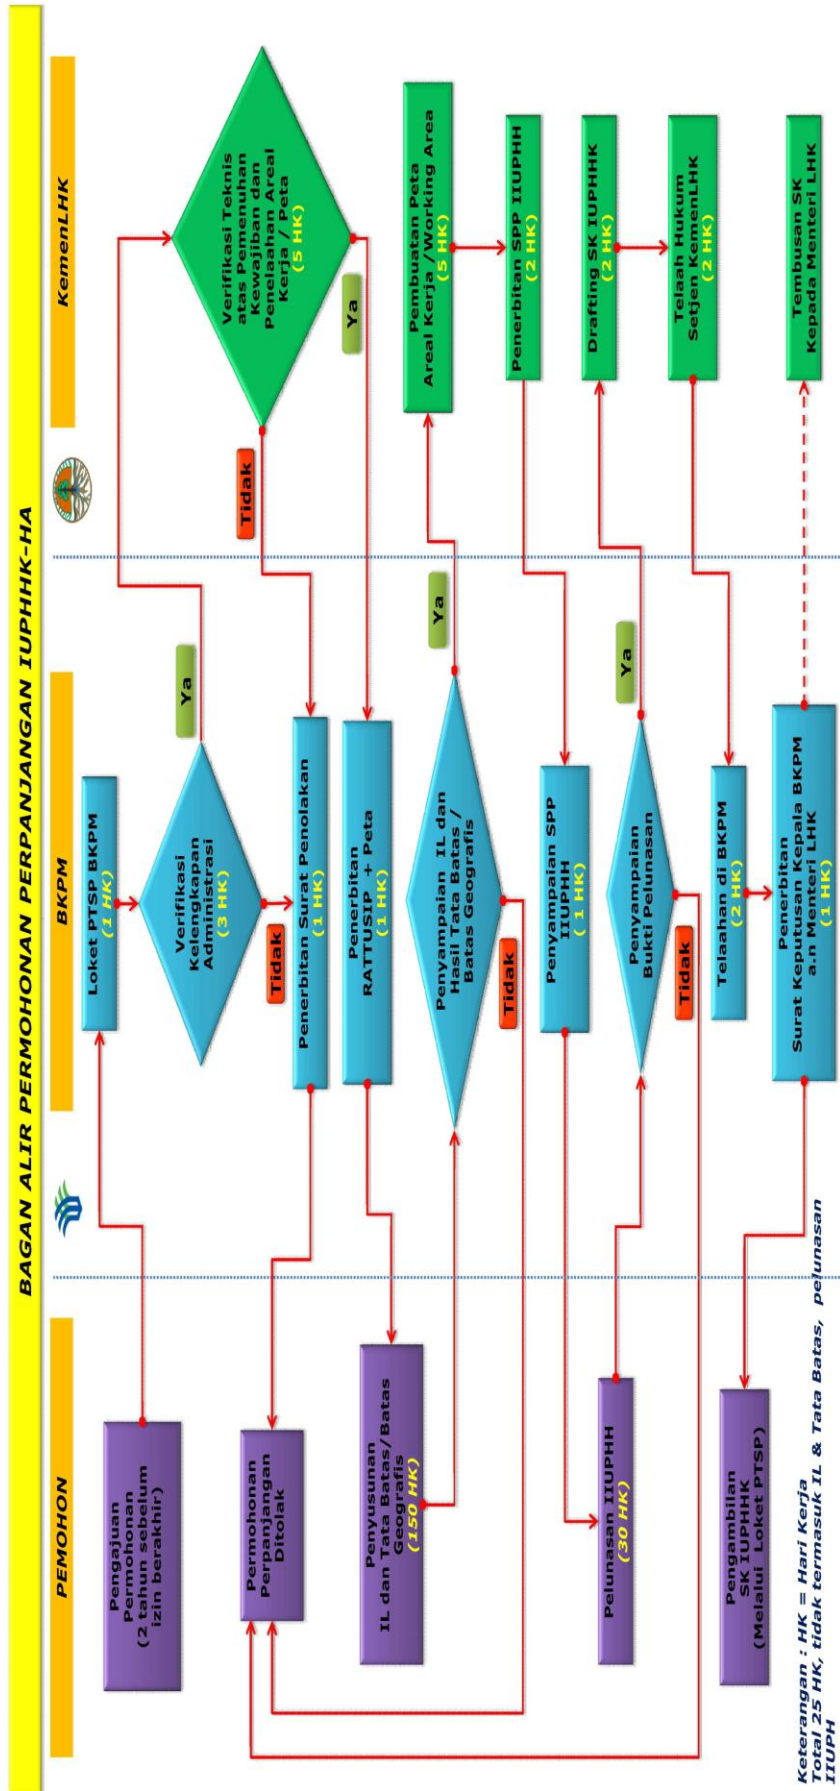 BAGAN ALIR PERMOHONAN PERPANJANGAN IUPHHK-HA
PEMOHON
BKPM
KemenLHK
Pengajuan
Permohonan
(2 tahun sebelum
izin berakhir)
Loket PTSP BKPM
(1 HK)
Verifikasi
Kelengkapan
Administrasi
(3 HK)
Ya
Tidak
Verifikasi Teknis
atas Pemenuhan
Kewajiban dan
Penelaahan Areal
Kerja / Peta
(5 HK)
Tidak
Ya
Permohonan
Perpanjangan
Ditolak
Penerbitan Surat Penolakan
(1 HK)
Penerbitan
RATTUSIP + Peta
(1 HK)
Penyusunan
IL dan Tata Batas/Batas
Geografis
(150 HK)
Penyampaian IL dan
Hasil Tata Batas /
Batas Geografis
Ya
Tidak
Pembuatan Peta
Areal Kerja /Working Area
(5 HK)
Penerbitan SPP IIUPHH
(2 HK)
Penyampaian SPP
IIUPHH
( 1 HK)
Pelunasan IIUPHH
(30 HK)
Penyampaian
Bukti Pelunasan
Ya
Tidak
Drafting SK IUPHHK
(2 HK)
Telaah Hukum
Setjen KemenLHK
(2 HK)
Telaahan di BKPM
(2 HK)
Penerbitan
Surat Keputusan Kepala BKPM
a.n Menteri LHK
(1 HK)
Tembusan SK
Kepada Menteri LHK
Pengambilan
SK IUPHHK
(Melalui Loket PTSP)
Keterangan : HK = Hari Kerja
Total 25 HK, tidak termasuk IL & Tata Batas, pelunasan
IIUPH